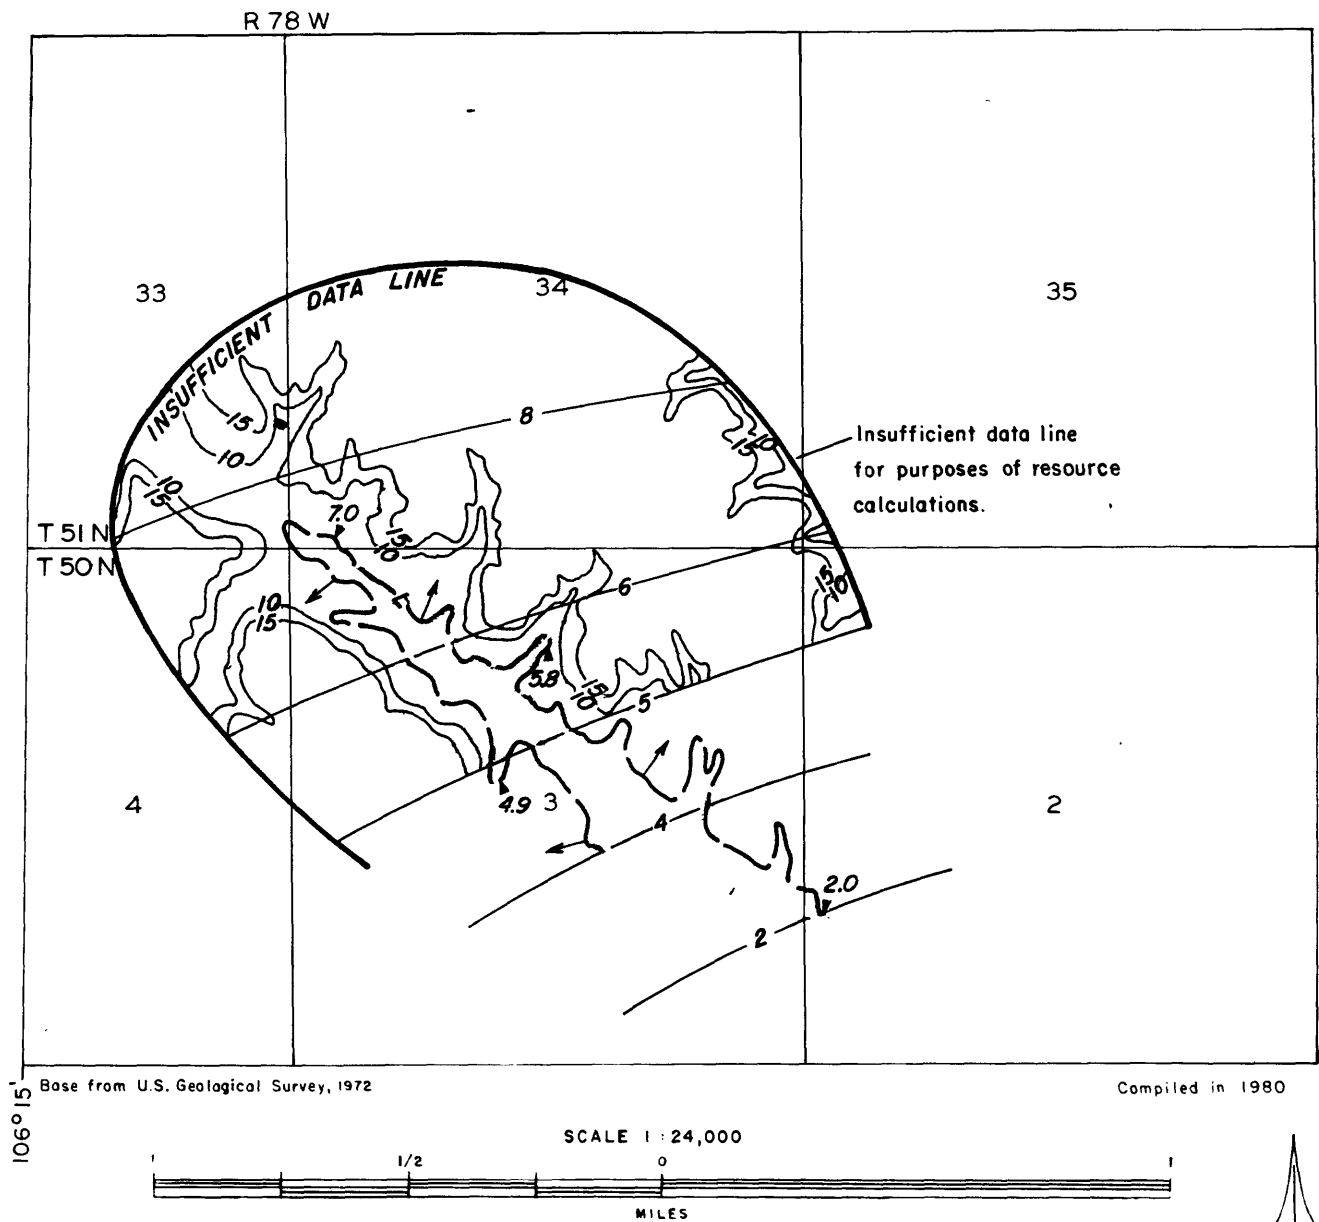 R 78 W
33
34
35
INSUFFICIENT DATA LINE
15
10
8
Insufficient data line
for purposes of resource
calculations.
15
10
10
15
7.0
15
10
T 51 N
T 50 N
6
15
10
10
15
5.8
15
10
5
4
4.9
3
4
2
2.0
2
106° 15'
Base from U.S. Geological Survey, 1972
Compiled in 1980
SCALE 1 : 24,000
1 1/2 0 1
MILES